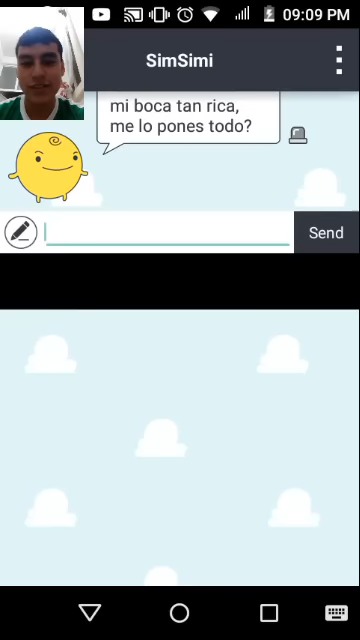 09:09 PM
SimSimi
mi boca tan rica,
me lo pones todo?
Send